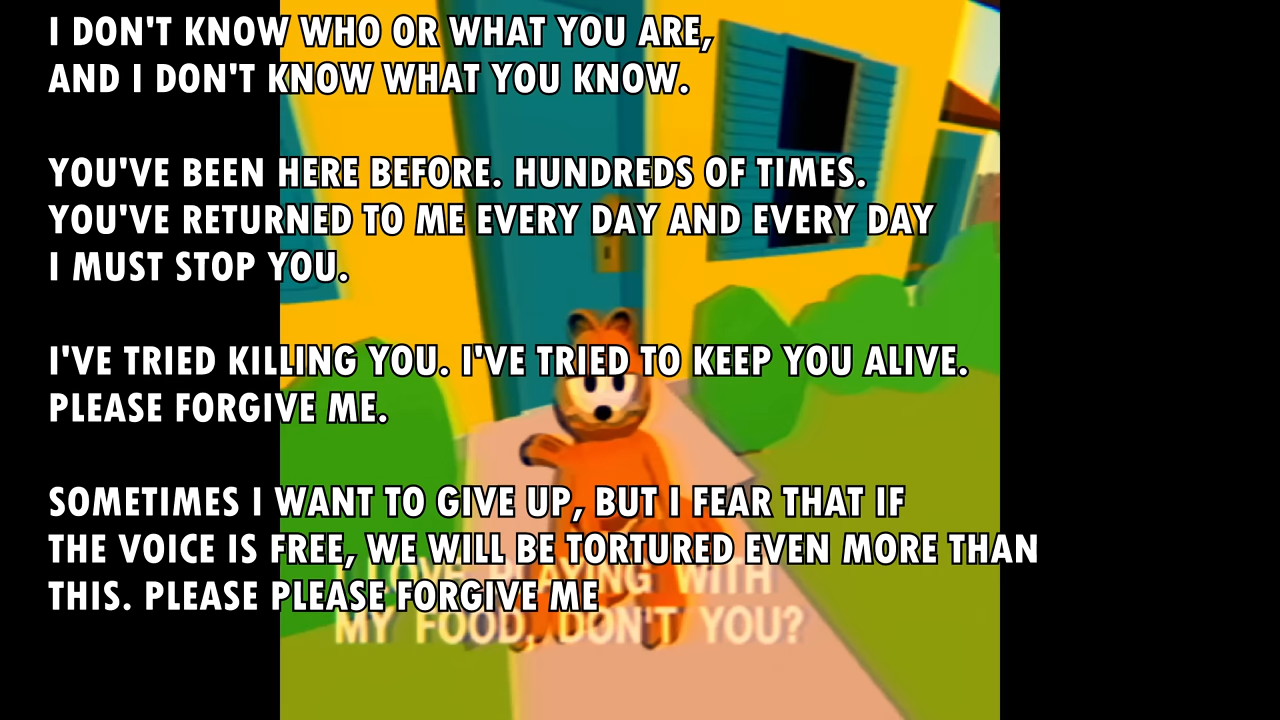 I DON'T KNOW WHO OR WHAT YOU ARE,
AND I DON'T KNOW WHAT YOU KNOW.
YOU'VE BEEN HERE BEFORE. HUNDREDS OF TIMES.
YOU'VE RETURNED TO ME EVERY DAY AND EVERY DAY
I MUST STOP YOU.
I'VE TRIED KILLING YOU. I'VE TRIED TO KEEP YOU ALIVE.
PLEASE FORGIVE ME.
SOMETIMES I WANT TO GIVE UP, BUT I FEAR THAT IF
THE VOICE IS FREE, WE WILL BE TORTURED EVEN MORE THAN
THIS. PLEASE PLEASE FORGIVE ME
I LOVE PLAYING WITH
MY FOOD, DON'T YOU?